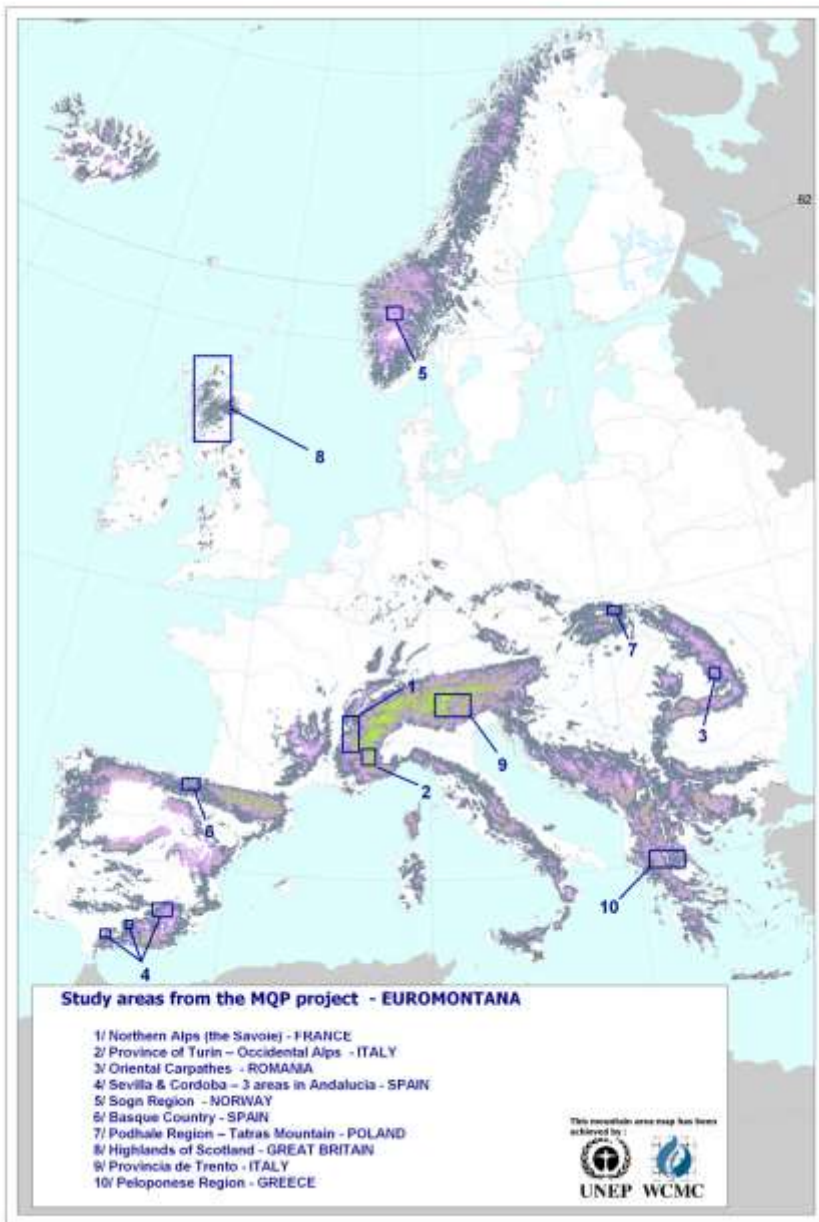 62
5
8
7
1
3
9
2
6
10
4
Study areas from the MQP project - EUROMONTANA
1/ Northern Alps (the Savoie) - FRANCE
2/ Province of Turin – Occidental Alps - ITALY
3/ Oriental Carpathes - ROMANIA
4/ Sevilla & Cordoba – 3 areas in Andalucia - SPAIN
5/ Sogn Region - NORWAY
6/ Basque Country - SPAIN
7/ Podhale Region – Tatras Mountain - POLAND
8/ Highlands of Scotland - GREAT BRITAIN
9/ Provincia de Trento - ITALY
10/ Peloponese Region - GREECE
This mountain area map has been
achieved by :
UNEP WCMC